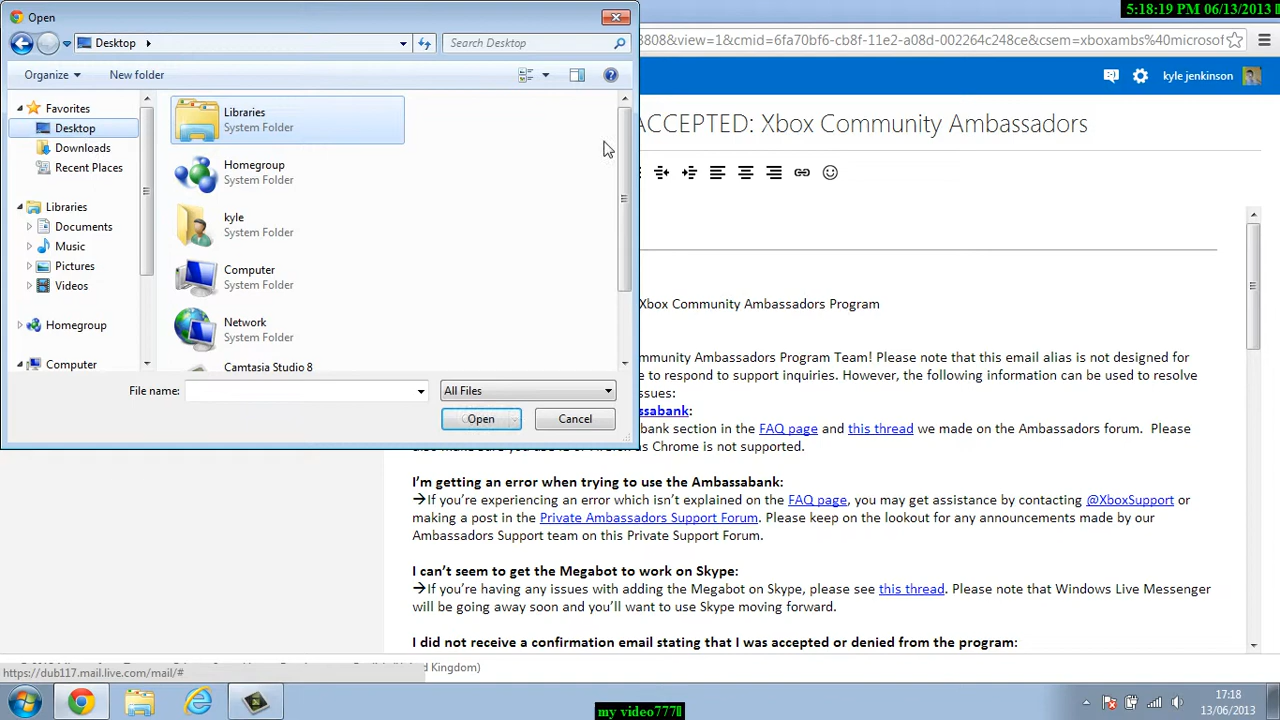 5:18:19 PM 06/13/2013
Open
Desktop
Search Desktop
3808&view=1&cmid=6fa70bf6-cb8f-11e2-a08d-002264c248ce&csem=xboxambs%40microsof
Organize
New folder
kyle jenkinson
Favorites
Desktop
Downloads
Recent Places
Libraries
Documents
Music
Pictures
Videos
Homegroup
Computer
Libraries
System Folder
Homegroup
System Folder
kyle
System Folder
Computer
System Folder
Network
System Folder
Camtasia Studio 8
File name:
All Files
Open
Cancel
ACCEPTED: Xbox Community Ambassadors
Xbox Community Ambassadors Program
ommunity Ambassadors Program Team! Please note that this email alias is not designed for
e to respond to support inquiries. However, the following information can be used to resolve
issues:
ssabank:
bank section in the FAQ page and this thread we made on the Ambassadors forum. Please
as Chrome is not supported.
I'm getting an error when trying to use the Ambassabank:
→If you're experiencing an error which isn't explained on the FAQ page, you may get assistance by contacting @XboxSupport or
making a post in the Private Ambassadors Support Forum. Please keep on the lookout for any announcements made by our
Ambassadors Support team on this Private Support Forum.
I can't seem to get the Megabot to work on Skype:
→If you're having any issues with adding the Megabot on Skype, please see this thread. Please note that Windows Live Messenger
will be going away soon and you'll want to use Skype moving forward.
I did not receive a confirmation email stating that I was accepted or denied from the program:
d Kingdom)
https://dub117.mail.live.com/mail/#
17:18
13/06/2013
my video777